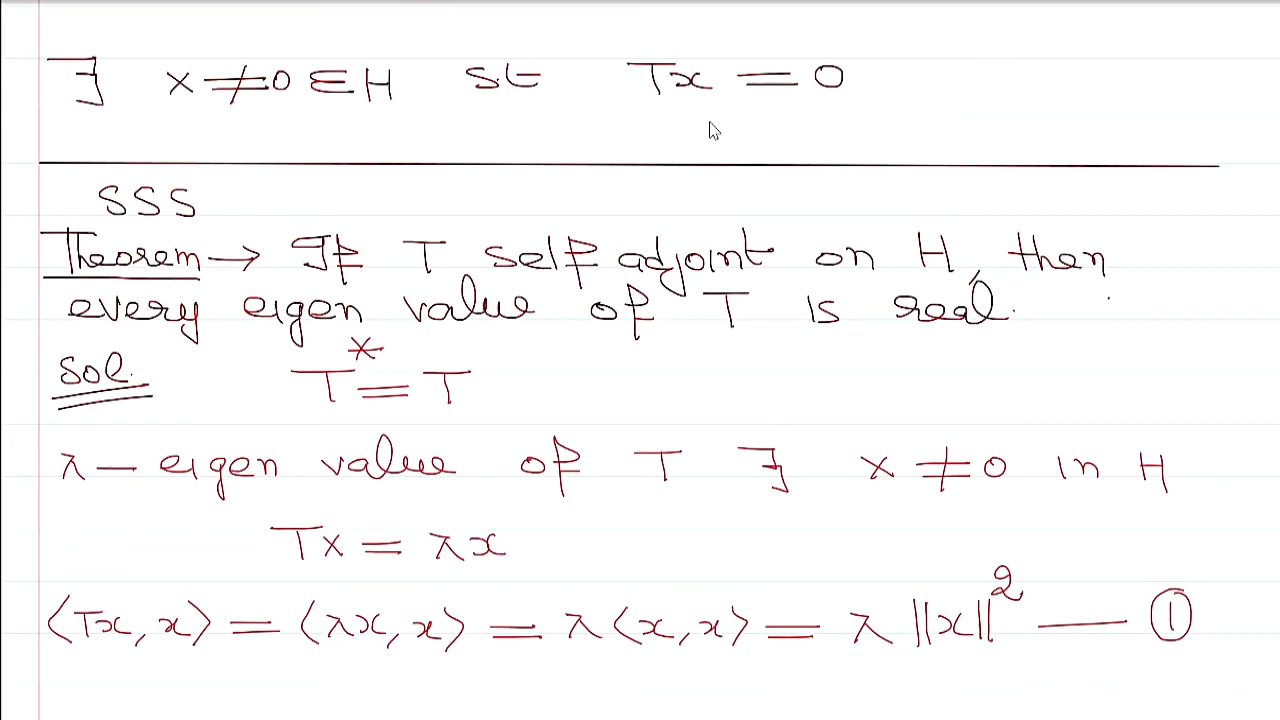 ∃ x ≠ 0 ∈ H st Tx = 0
SSS
Theorem → If T self adjoint on H, then
every eigen value of T is real.
Sol. T* = T
λ - eigen value of T ∃ x ≠ 0 in H
Tx = λx
⟨Tx, x⟩ = ⟨λx, x⟩ = λ⟨x, x⟩ = λ ||x||² — ①